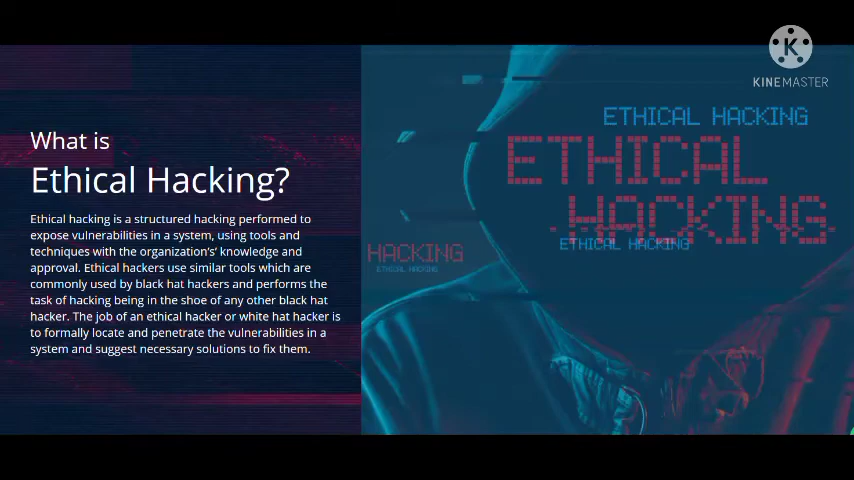 What is
Ethical Hacking?
Ethical hacking is a structured hacking performed to
expose vulnerabilities in a system, using tools and
techniques with the organization's' knowledge and
approval. Ethical hackers use similar tools which are
commonly used by black hat hackers and performs the
task of hacking being in the shoe of any other black hat
hacker. The job of an ethical hacker or white hat hacker is
to formally locate and penetrate the vulnerabilities in a
system and suggest necessary solutions to fix them.
K
KINEMASTER
ETHICAL HACKING
ETHICAL
HACKING
ETHICAL HACKING
HACKING
ETHICAL HACKING